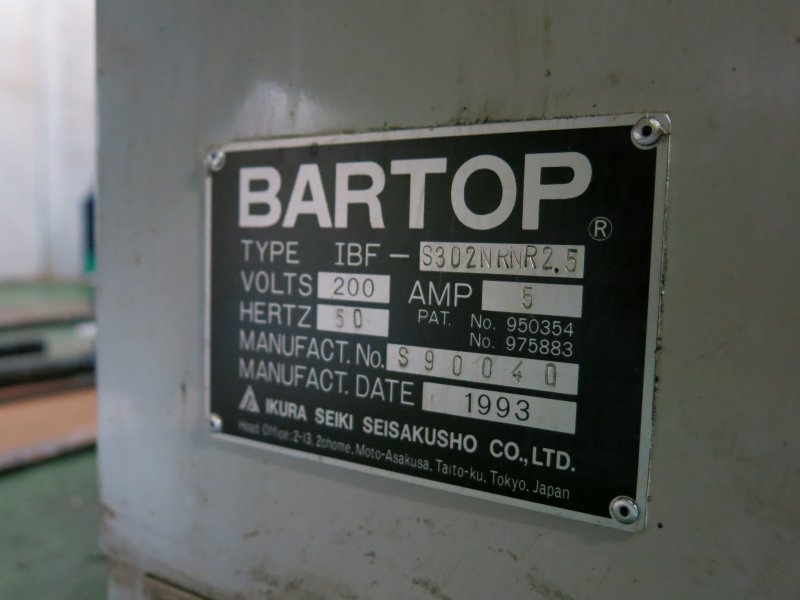 BARTOP®
TYPE IBF-S302NRNR2.5
VOLTS 200 AMP 5
HERTZ 50 PAT. No. 950354
No. 975883
MANUFACT. No. S90040
MANUFACT. DATE 1993
IKURA SEIKI SEISAKUSHO CO., LTD.
Head Office: 2-13, 2chome, Moto-Asakusa, Taito-ku, Tokyo, Japan